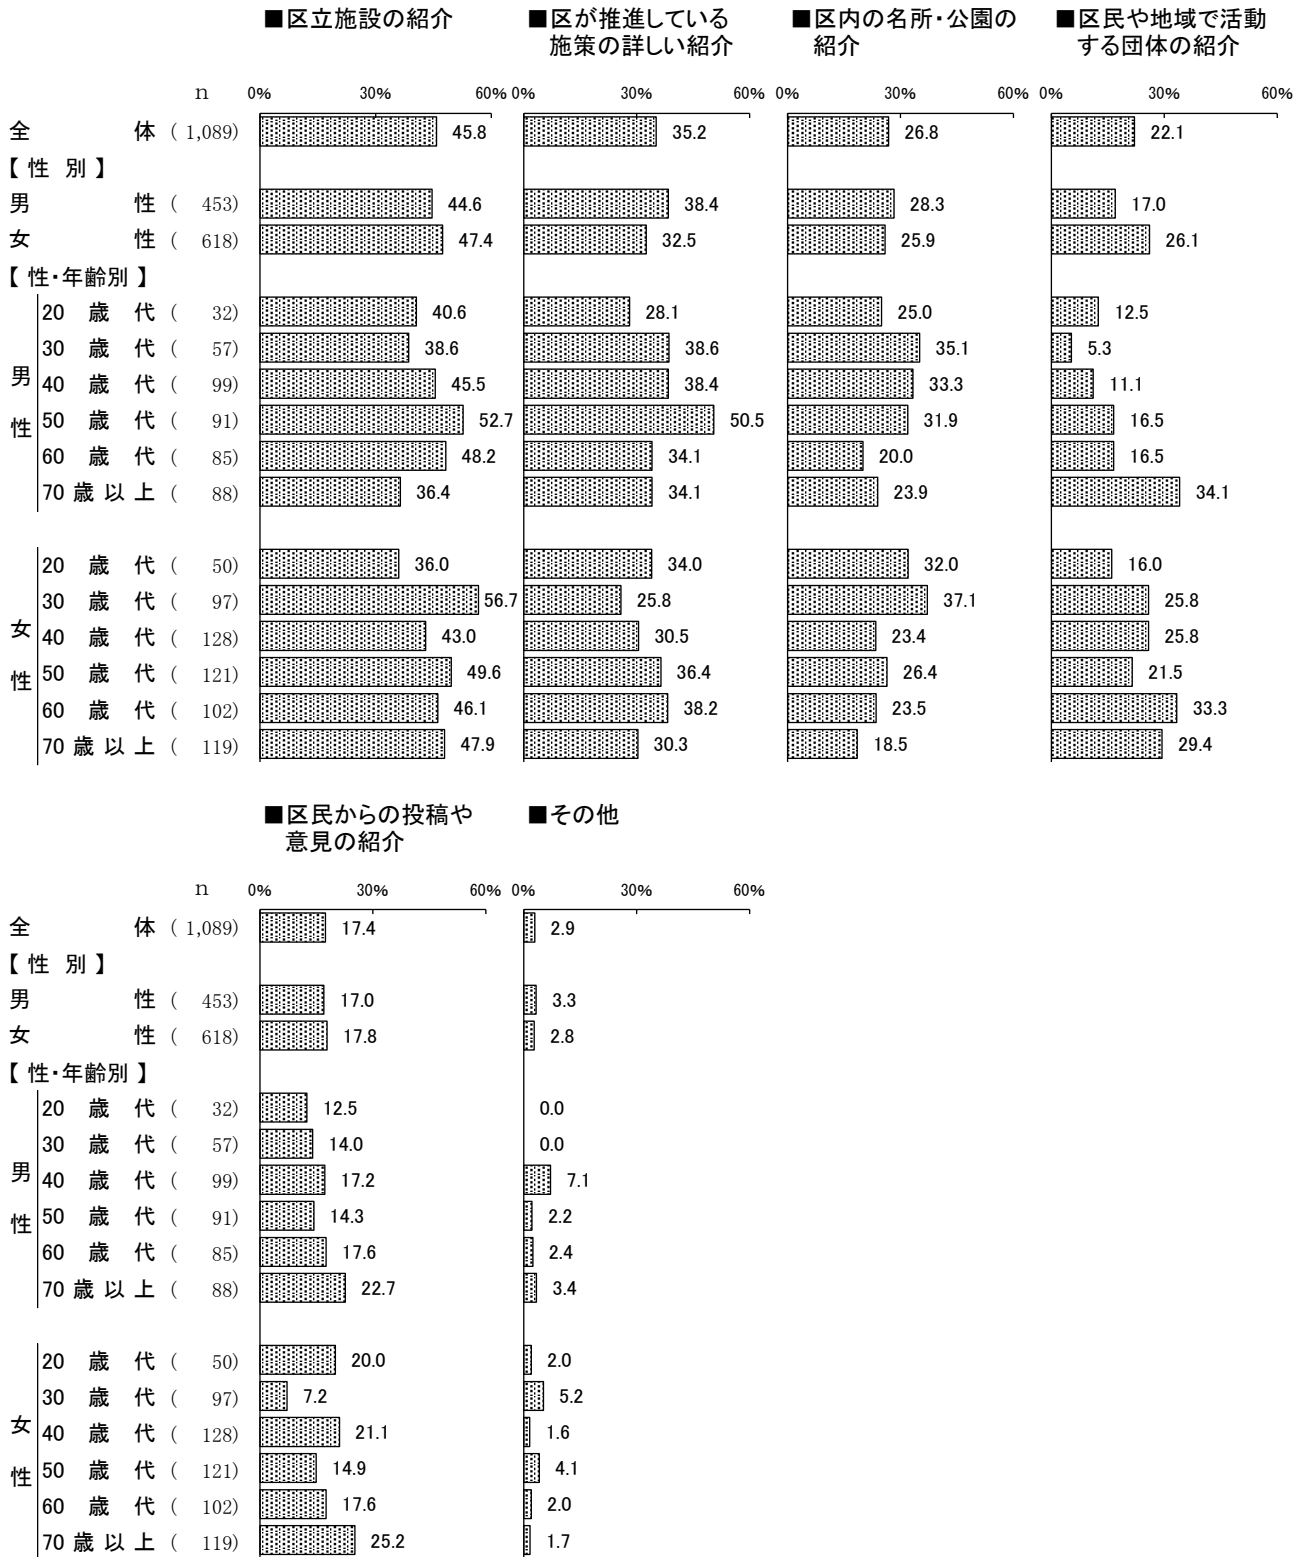 ■区立施設の紹介 ■区が推進している ■区内の名所・公園の ■区民や地域で活動
施策の詳しい紹介 紹介 する団体の紹介
n 0% 30% 60% 0% 30% 60% 0% 30% 60% 0% 30% 60%
全体 ( 1,089) 45.8 35.2 26.8 22.1
【 性 別 】
男性 ( 453) 44.6 38.4 28.3 17.0
女性 ( 618) 47.4 32.5 25.9 26.1
【 性・年齢別 】
男性
20 歳 代 ( 32) 40.6 28.1 25.0 12.5
30 歳 代 ( 57) 38.6 38.6 35.1 5.3
40 歳 代 ( 99) 45.5 38.4 33.3 11.1
50 歳 代 ( 91) 52.7 50.5 31.9 16.5
60 歳 代 ( 85) 48.2 34.1 20.0 16.5
70 歳 以 上 ( 88) 36.4 34.1 23.9 34.1
女性
20 歳 代 ( 50) 36.0 34.0 32.0 16.0
30 歳 代 ( 97) 56.7 25.8 37.1 25.8
40 歳 代 ( 128) 43.0 30.5 23.4 25.8
50 歳 代 ( 121) 49.6 36.4 26.4 21.5
60 歳 代 ( 102) 46.1 38.2 23.5 33.3
70 歳 以 上 ( 119) 47.9 30.3 18.5 29.4
■区民からの投稿や ■その他
意見の紹介
n 0% 30% 60% 0% 30% 60%
全体 ( 1,089) 17.4 2.9
【 性 別 】
男性 ( 453) 17.0 3.3
女性 ( 618) 17.8 2.8
【 性・年齢別 】
男性
20 歳 代 ( 32) 12.5 0.0
30 歳 代 ( 57) 14.0 0.0
40 歳 代 ( 99) 17.2 7.1
50 歳 代 ( 91) 14.3 2.2
60 歳 代 ( 85) 17.6 2.4
70 歳 以 上 ( 88) 22.7 3.4
女性
20 歳 代 ( 50) 20.0 2.0
30 歳 代 ( 97) 7.2 5.2
40 歳 代 ( 128) 21.1 1.6
50 歳 代 ( 121) 14.9 4.1
60 歳 代 ( 102) 17.6 2.0
70 歳 以 上 ( 119) 25.2 1.7